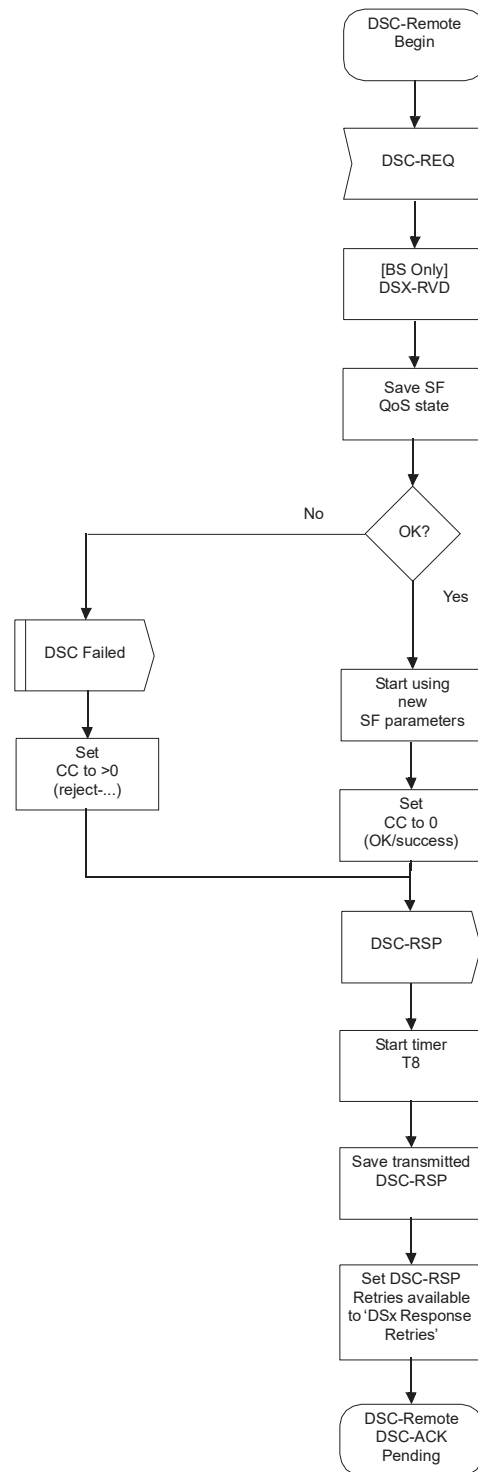 DSC-Remote
Begin
DSC-REQ
[BS Only]
DSX-RVD
Save SF
QoS state
OK?
No
Yes
DSC Failed
Start using
new
SF parameters
Set
CC to >0
(reject-...)
Set
CC to 0
(OK/success)
DSC-RSP
Start timer
T8
Save transmitted
DSC-RSP
Set DSC-RSP
Retries available
to ‘DSx Response
Retries’
DSC-Remote
DSC-ACK
Pending